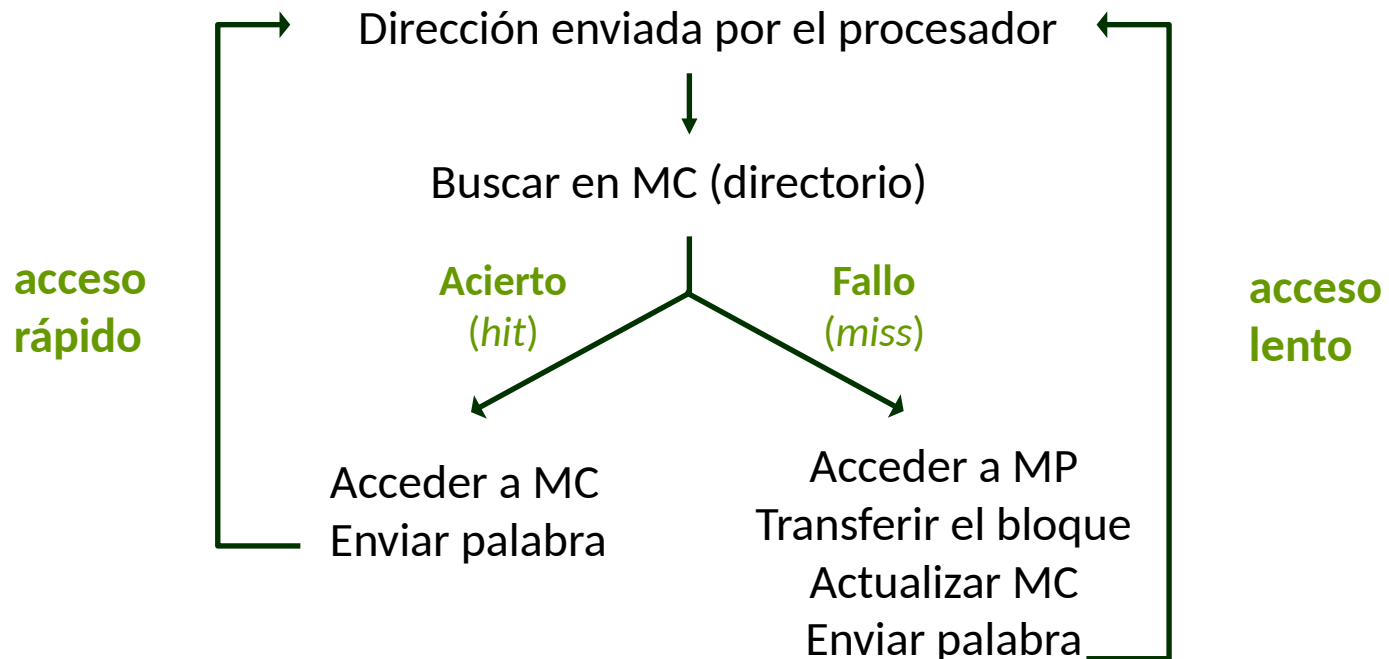 Dirección enviada por el procesador
Buscar en MC (directorio)
acceso
rápido
Acierto
(hit)
Fallo
(miss)
acceso
lento
Acceder a MC
Enviar palabra
Acceder a MP
Transferir el bloque
Actualizar MC
Enviar palabra